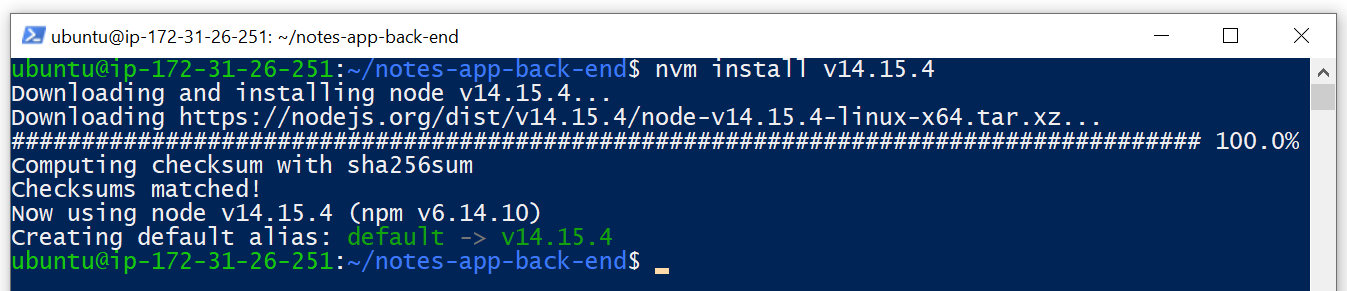 ubuntu@ip-172-31-26-251: ~/notes-app-back-end
ubuntu@ip-172-31-26-251:~/notes-app-back-end$ nvm install v14.15.4
Downloading and installing node v14.15.4...
Downloading https://nodejs.org/dist/v14.15.4/node-v14.15.4-linux-x64.tar.xz...
##################################################################################### 100.0%
Computing checksum with sha256sum
Checksums matched!
Now using node v14.15.4 (npm v6.14.10)
Creating default alias: default -> v14.15.4
ubuntu@ip-172-31-26-251:~/notes-app-back-end$